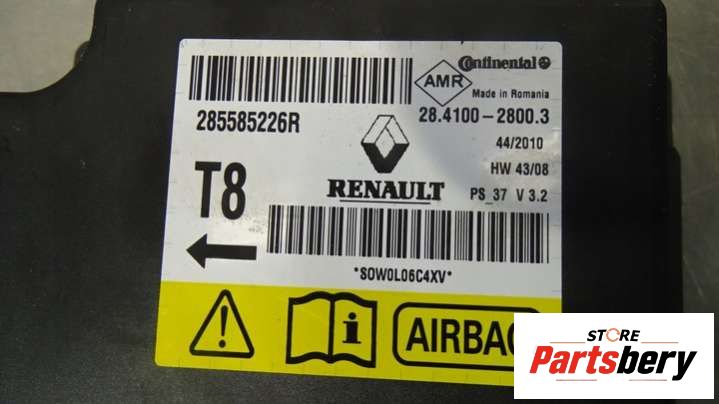 Continental
AMR
Made in Romania
285585226R
28.4100-2800.3
44/2010
HW 43/08
T8
RENAULT
PS_37 V 3.2
*SOW0L06C4XV*
i
AIRBAG
STORE
Partsbery